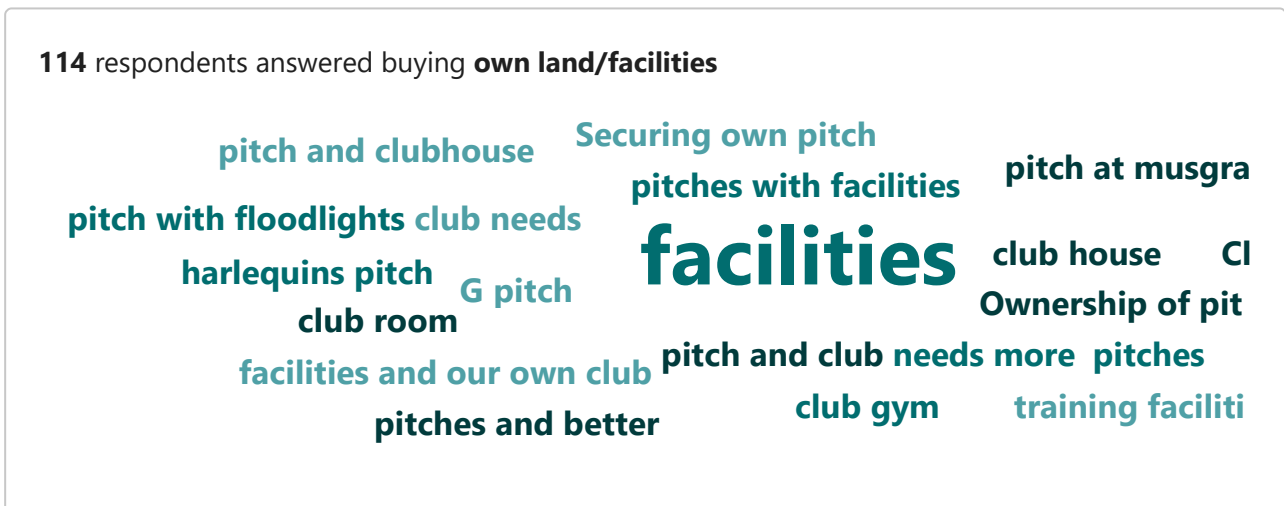 114 respondents answered buying own land/facilities
Securing own pitch
pitch and clubhouse
pitch at musgra
pitches with facilities
pitch with floodlights club needs
facilities
club house Cl
harlequins pitch
G pitch
Ownership of pit
club room
pitch and club needs more pitches
facilities and our own club
club gym training faciliti
pitches and better